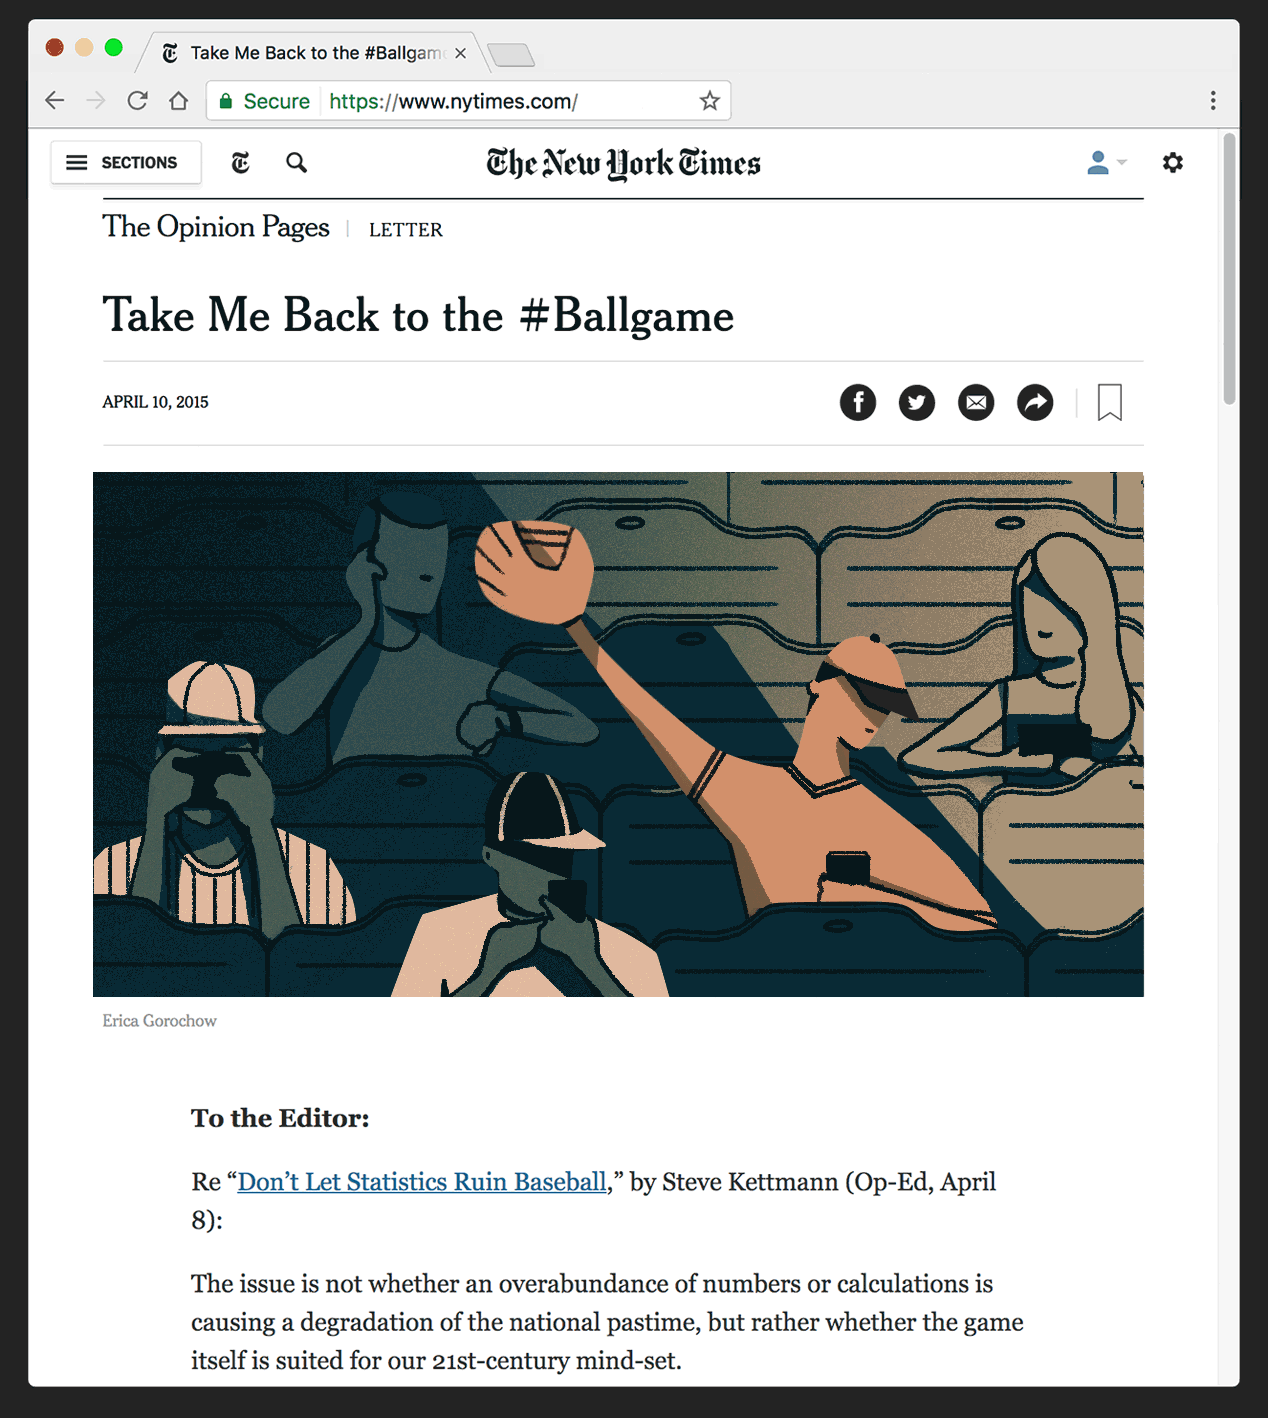 Take Me Back to the #Ballgam
Secure https://www.nytimes.com/
SECTIONS
The New York Times
The Opinion Pages | LETTER
Take Me Back to the #Ballgame
APRIL 10, 2015
Erica Gorochow
To the Editor:
Re “Don’t Let Statistics Ruin Baseball,” by Steve Kettmann (Op-Ed, April
8):
The issue is not whether an overabundance of numbers or calculations is
causing a degradation of the national pastime, but rather whether the game
itself is suited for our 21st-century mind-set.